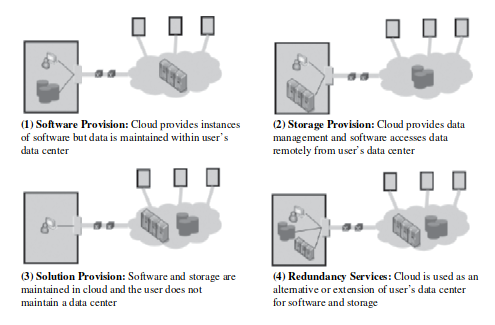 (1) Software Provision: Cloud provides instances
of software but data is maintained within user's
data center
(2) Storage Provision: Cloud provides data
management and software accesses data
remotely from user's data center
(3) Solution Provision: Software and storage are
maintained in cloud and the user does not
maintain a data center
(4) Redundancy Services: Cloud is used as an
alternative or extension of user's data center
for software and storage